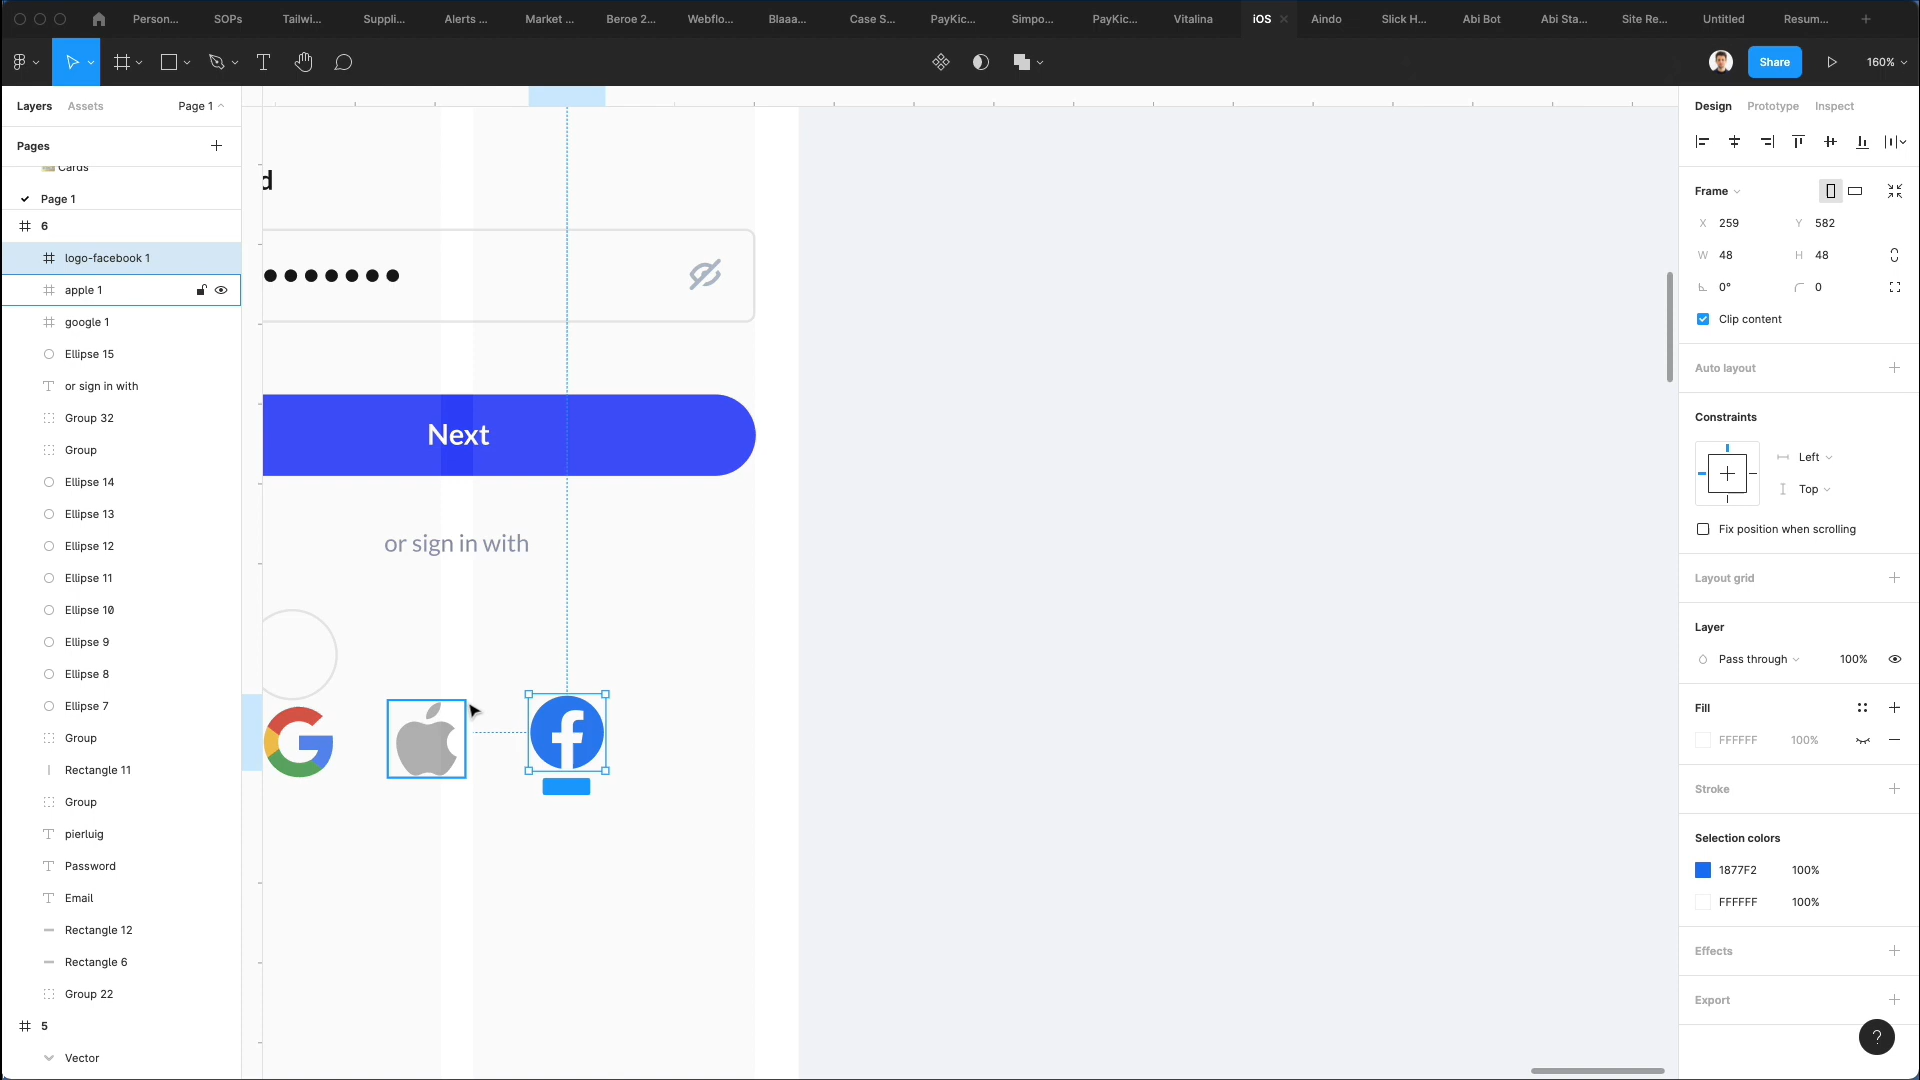 Person... SOPs Tailwi... Suppli... Alerts ... Market ... Beroe 2... Webflo... Blaaa... Case S... PayKic... Simpo... PayKic... Vitalina iOS Aindo Slick H... Abi Bot Abi Sta... Site Re... Untitled Resum...
Share 160%
Layers Assets Page 1
Pages
Cards
Page 1
6
logo-facebook 1
apple 1
google 1
Ellipse 15
or sign in with
Group 32
Group
Ellipse 14
Ellipse 13
Ellipse 12
Ellipse 11
Ellipse 10
Ellipse 9
Ellipse 8
Ellipse 7
Group
Rectangle 11
Group
pierluig
Password
Email
Rectangle 12
Rectangle 6
Group 22
5
Vector
d
Next
or sign in with
Design Prototype Inspect
Frame
X 259 Y 582
W 48 H 48
0° 0
Clip content
Auto layout
Constraints
Left
Top
Fix position when scrolling
Layout grid
Layer
Pass through 100%
Fill
FFFFFF 100%
Stroke
Selection colors
1877F2 100%
FFFFFF 100%
Effects
Export
?